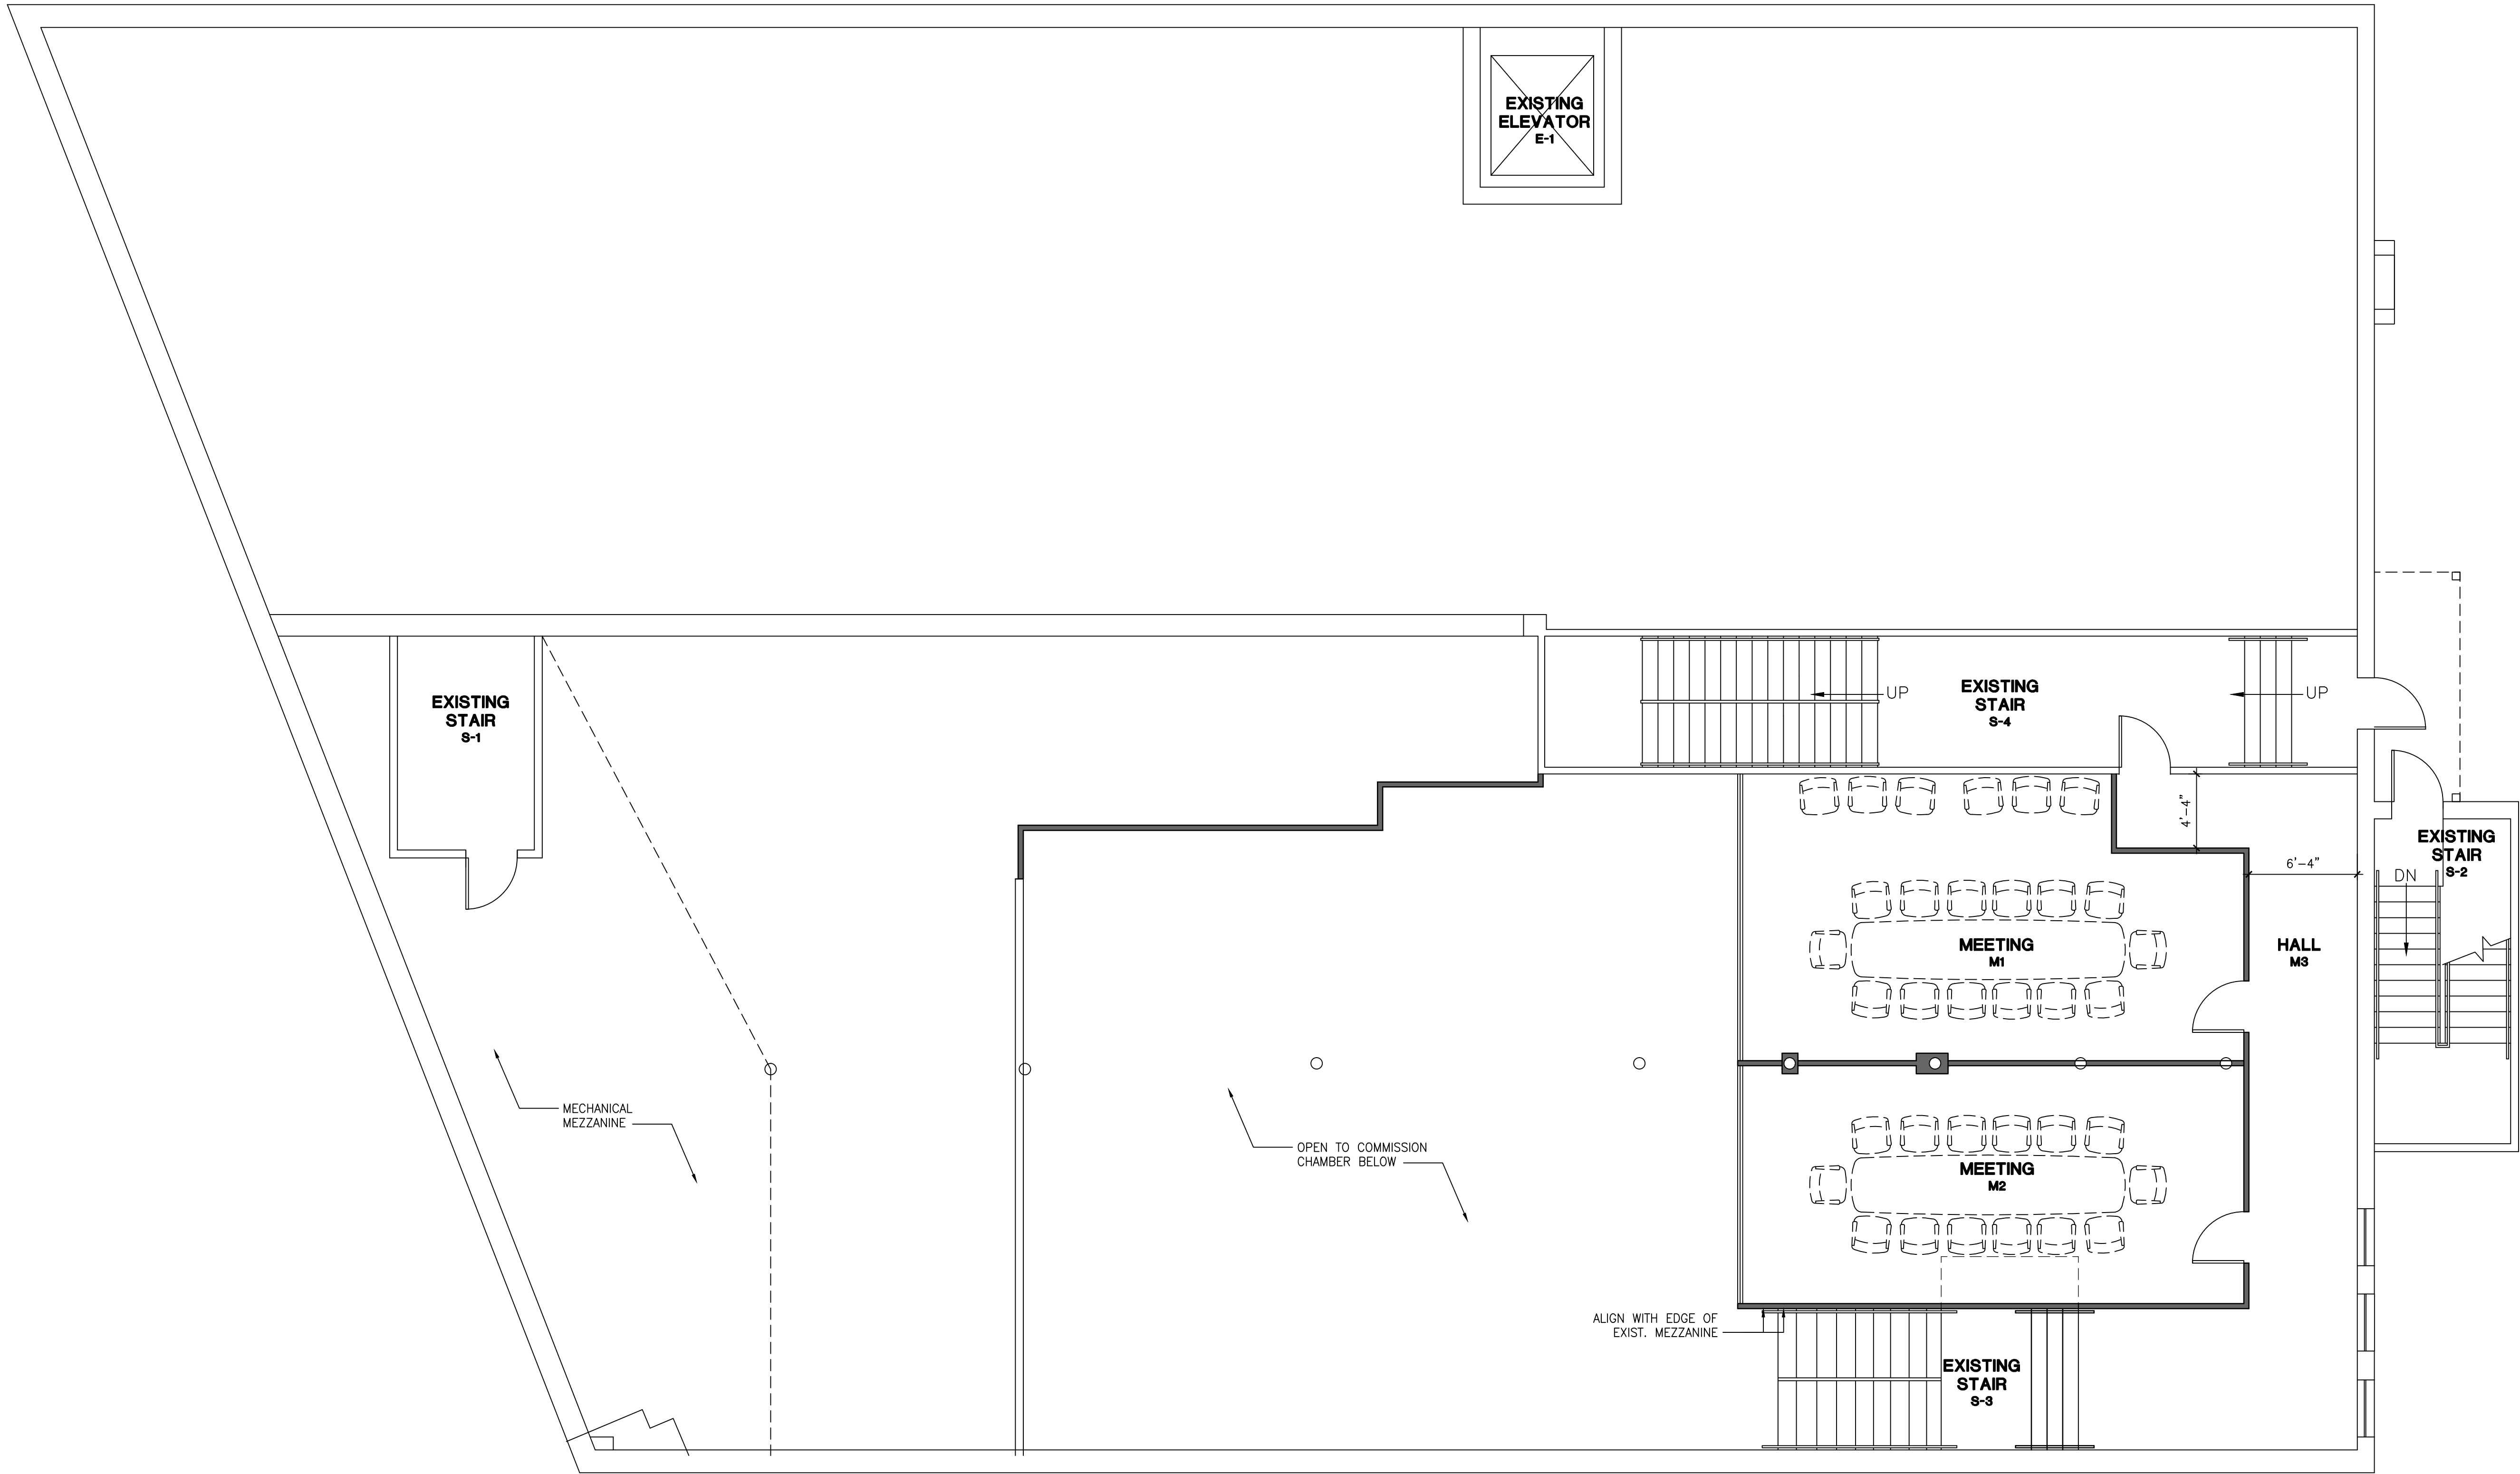 EXISTING
ELEVATOR
E-1
EXISTING
STAIR
S-1
UP
EXISTING
STAIR
S-4
UP
4'-4"
6'-4"
EXISTING
STAIR
S-2
DN
MEETING
M1
HALL
M3
MECHANICAL
MEZZANINE
OPEN TO COMMISSION
CHAMBER BELOW
MEETING
M2
ALIGN WITH EDGE OF
EXIST. MEZZANINE
EXISTING
STAIR
S-3